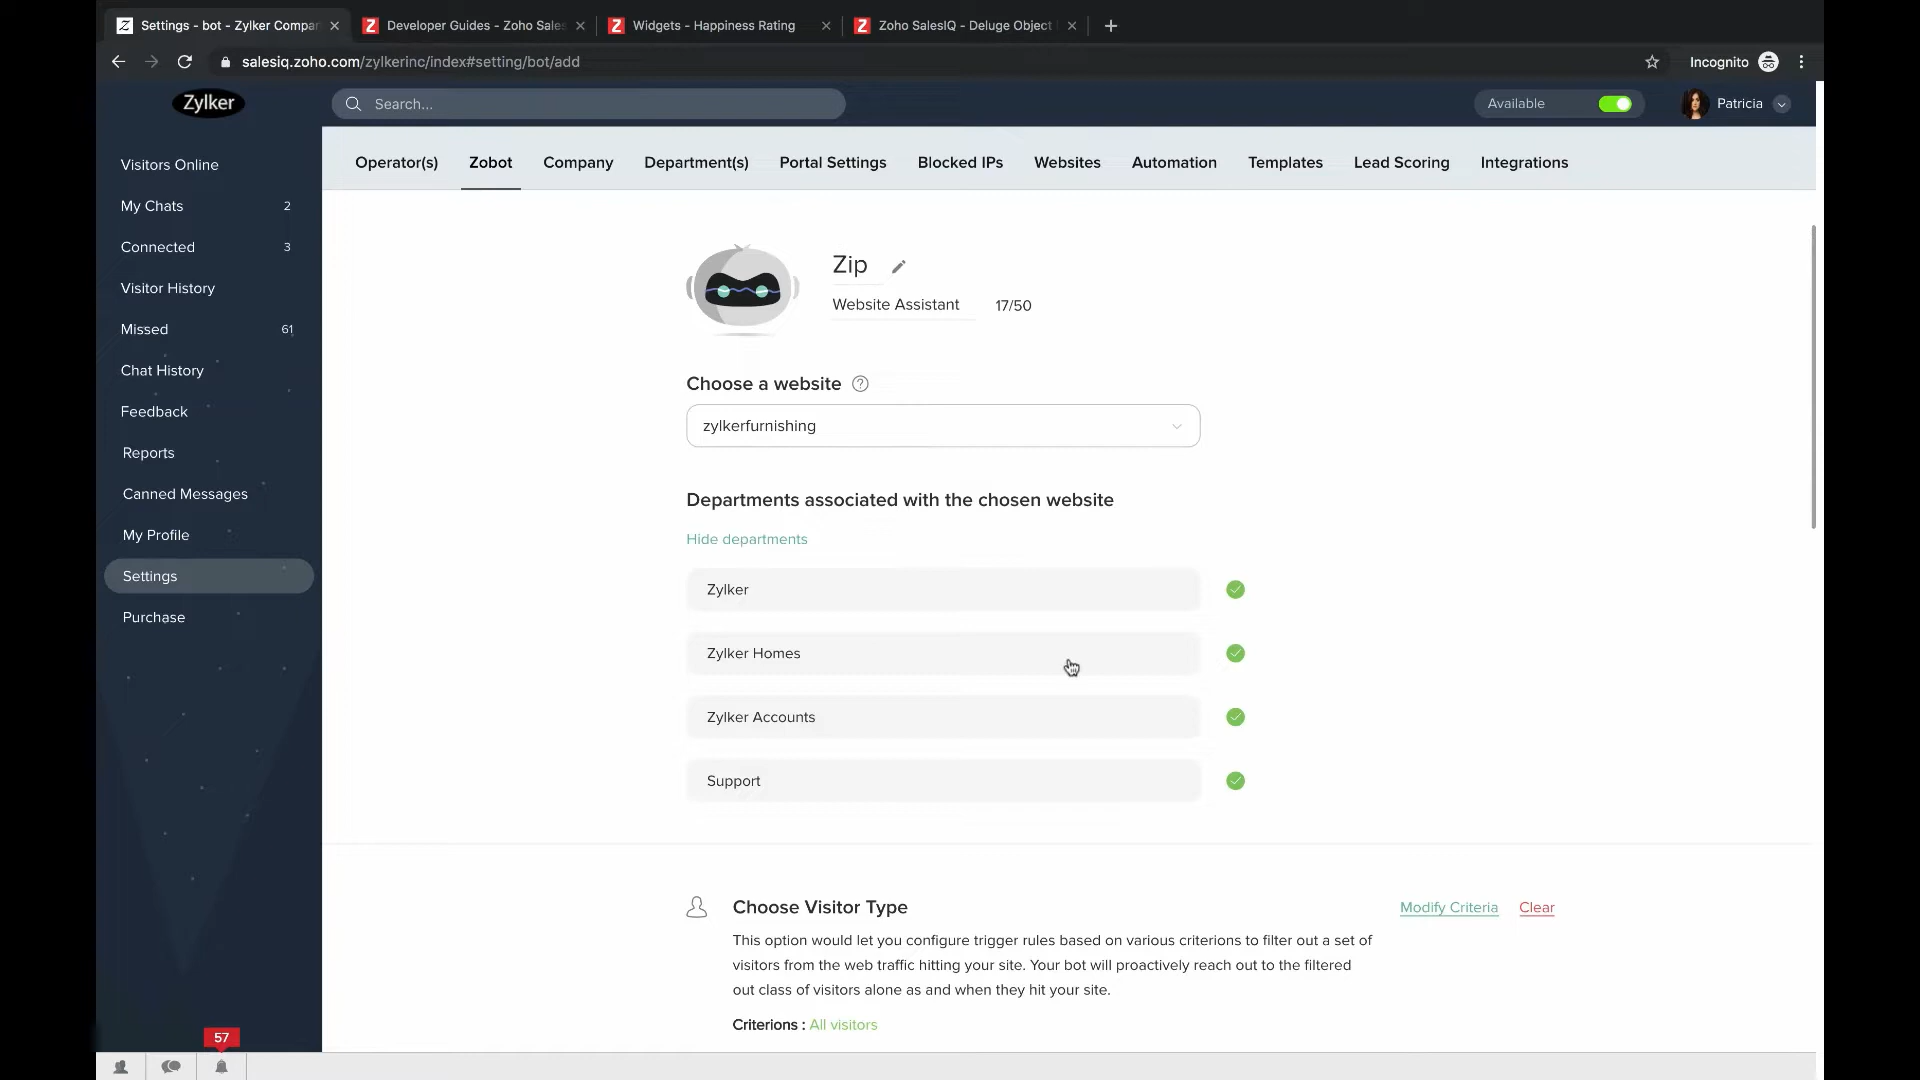 Settings - bot - Zylker Compar
Developer Guides - Zoho Sales
Widgets - Happiness Rating
Zoho SalesIQ - Deluge Object
salesiq.zoho.com/zylkerinc/index#setting/bot/add
Incognito
Zylker
Search...
Available
Patricia
Operator(s) Zobot Company Department(s) Portal Settings Blocked IPs Websites Automation Templates Lead Scoring Integrations
Visitors Online
My Chats 2
Connected 3
Visitor History
Missed 61
Chat History
Feedback
Reports
Canned Messages
My Profile
Settings
Purchase
57
Zip
Website Assistant 17/50
Choose a website ?
zylkerfurnishing
Departments associated with the chosen website
Hide departments
Zylker
Zylker Homes
Zylker Accounts
Support
Choose Visitor Type
Modify Criteria Clear
This option would let you configure trigger rules based on various criterions to filter out a set of
visitors from the web traffic hitting your site. Your bot will proactively reach out to the filtered
out class of visitors alone as and when they hit your site.
Criterions : All visitors